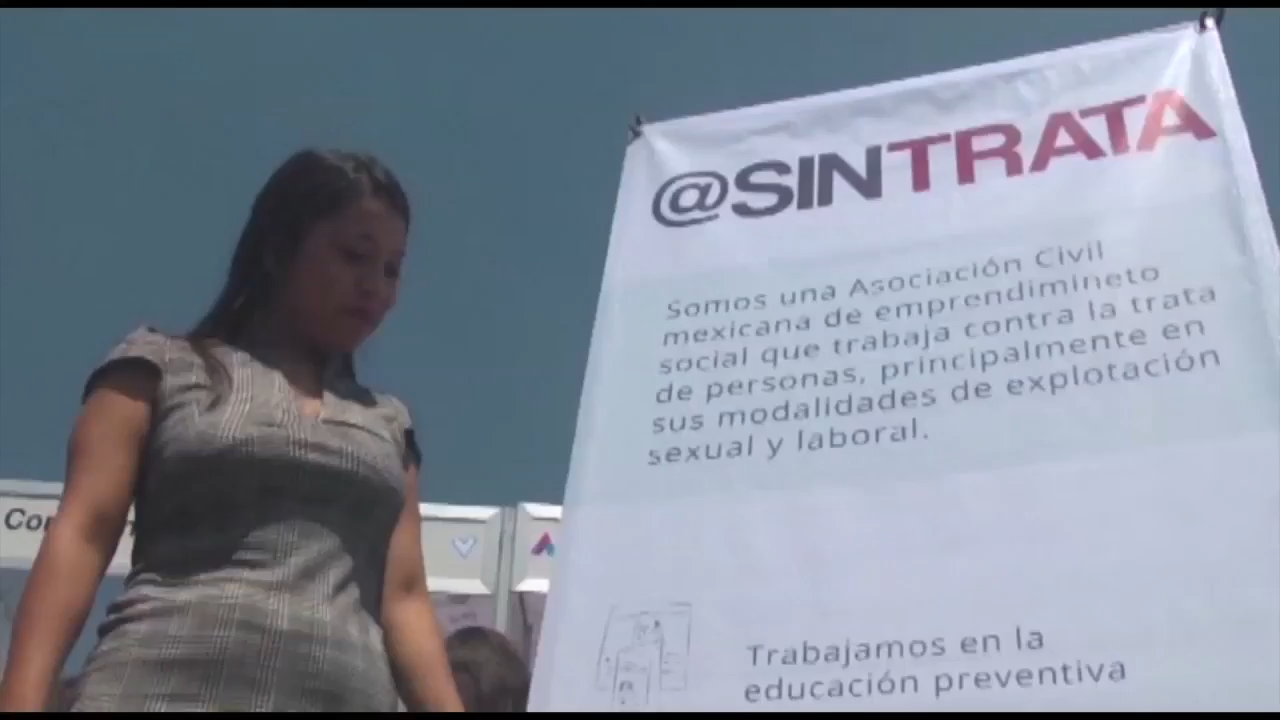 @SINTRATA
Somos una Asociación Civil
mexicana de emprendimineto
social que trabaja contra la trata
de personas, principalmente en
sus modalidades de explotación
sexual y laboral.
Trabajamos en la
educación preventiva